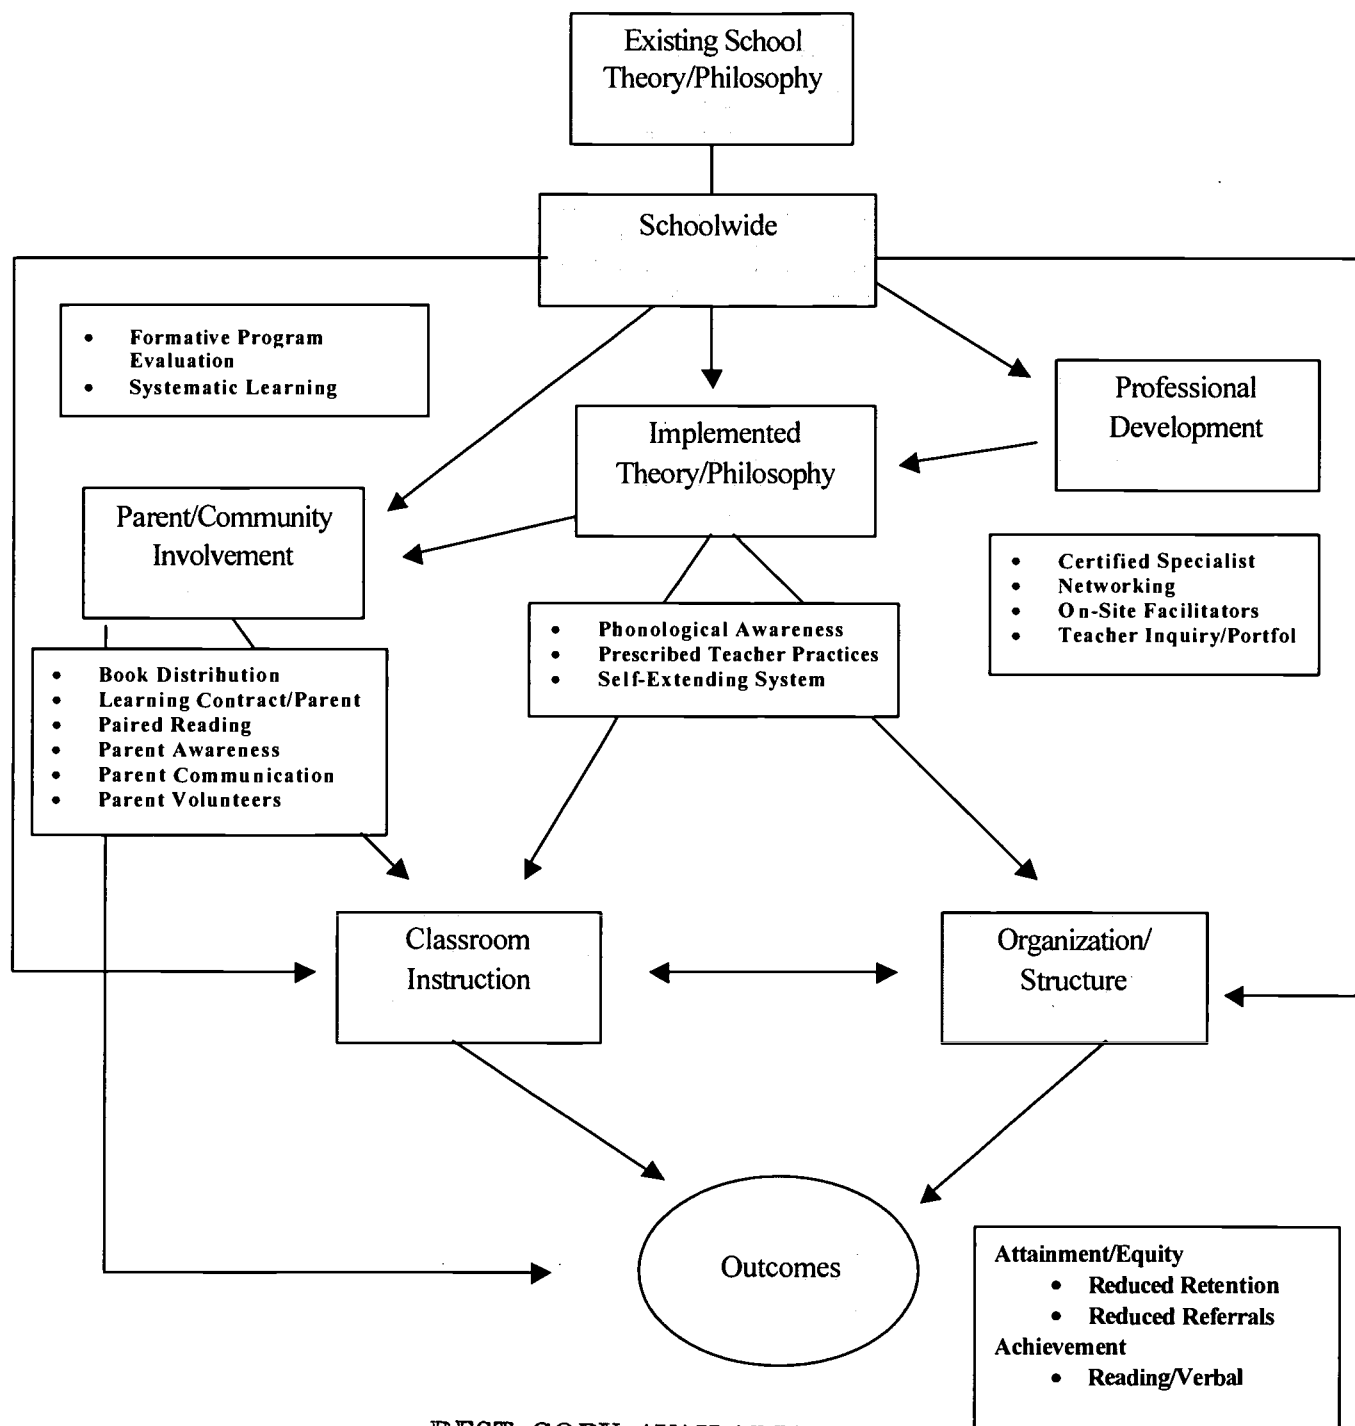 Existing School
Theory/Philosophy
Schoolwide
• Formative Program
Evaluation
• Systematic Learning
Professional
Development
Implemented
Theory/Philosophy
Parent/Community
Involvement
• Certified Specialist
• Networking
• On-Site Facilitators
• Teacher Inquiry/Portfol
• Phonological Awareness
• Prescribed Teacher Practices
• Self-Extending System
• Book Distribution
• Learning Contract/Parent
• Paired Reading
• Parent Awareness
• Parent Communication
• Parent Volunteers
Classroom
Instruction
Organization/
Structure
Outcomes
Attainment/Equity
• Reduced Retention
• Reduced Referrals
Achievement
• Reading/Verbal
BEST COPY